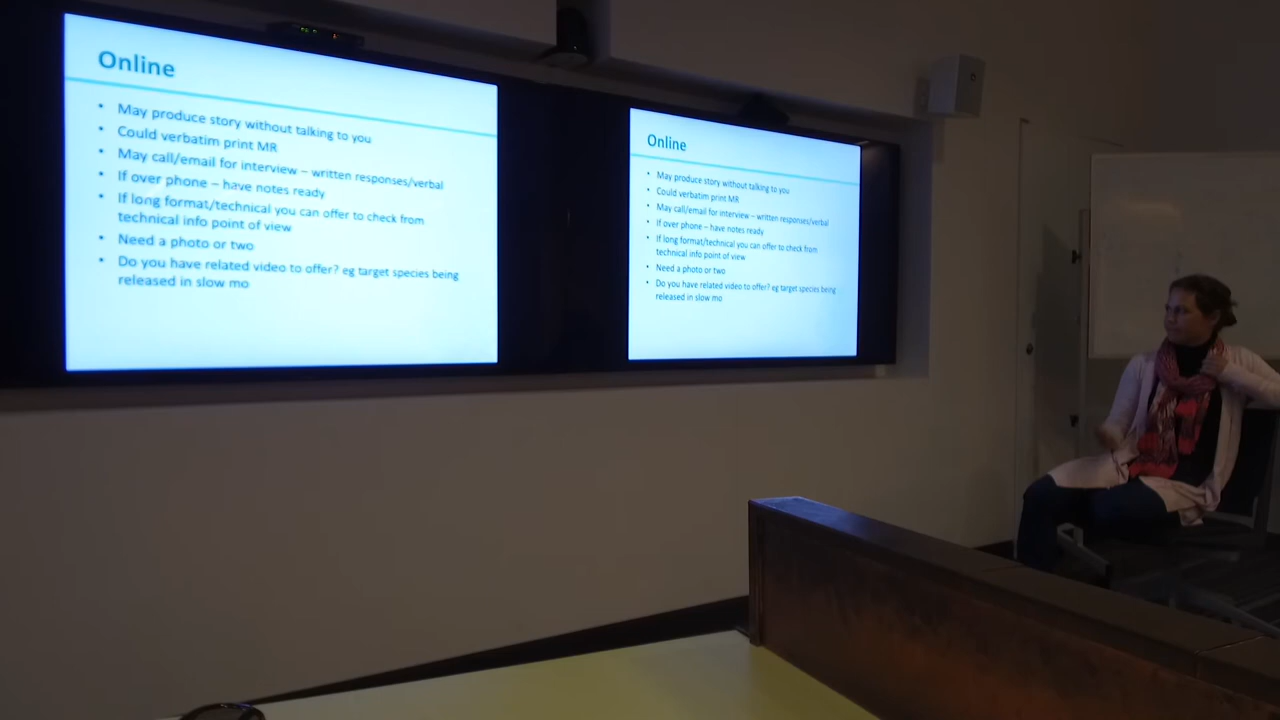 Online
• May produce story without talking to you
• Could verbatim print MR
• May call/email for interview – written responses/verbal
• If over phone – have notes ready
• If long format/technical you can offer to check from
technical info point of view
• Need a photo or two
• Do you have related video to offer? eg target species being
released in slow mo
Online
• May produce story without talking to you
• Could verbatim print MR
• May call/email for interview – written responses/verbal
• If over phone – have notes ready
• If long format/technical you can offer to check from
technical info point of view
• Need a photo or two
• Do you have related video to offer? eg target species being
released in slow mo